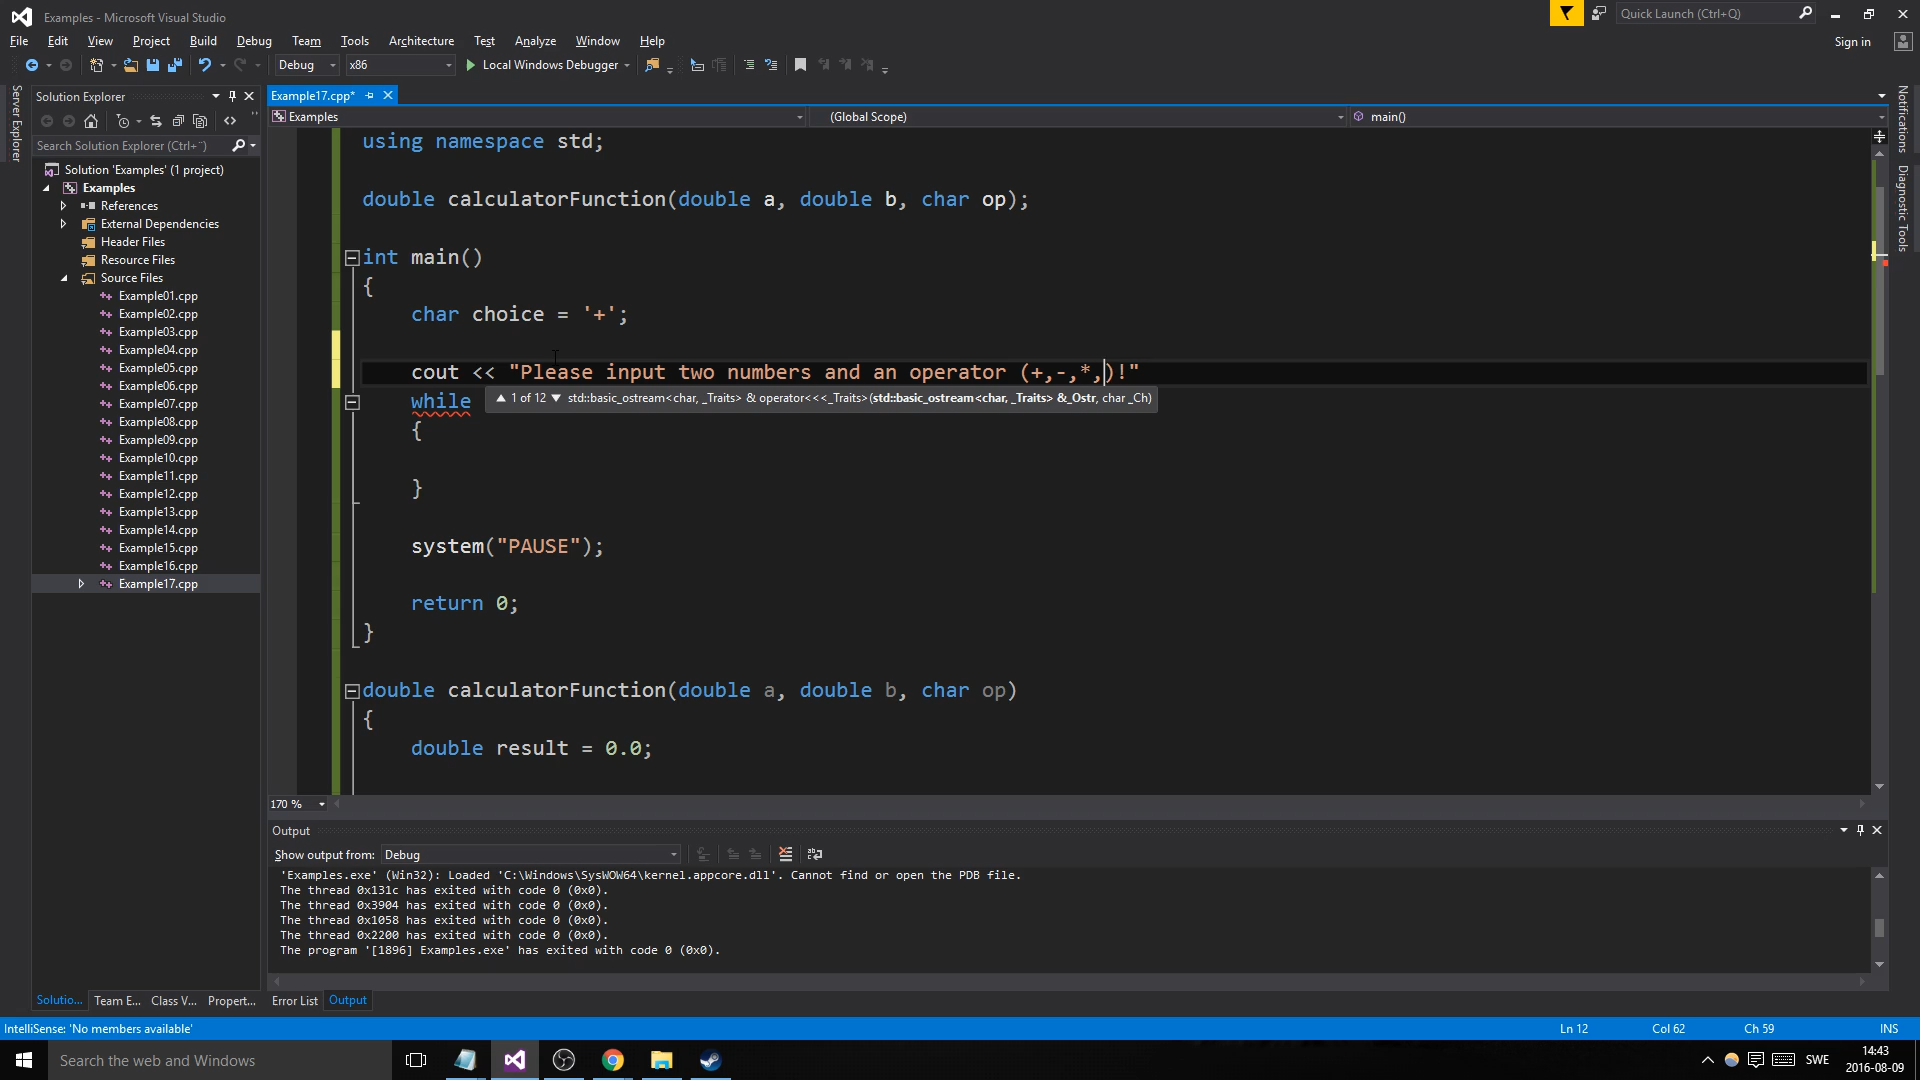 Examples - Microsoft Visual Studio
Quick Launch (Ctrl+Q)
File Edit View Project Build Debug Team Tools Architecture Test Analyze Window Help
Sign in
Debug x86 Local Windows Debugger
Server Explorer
Solution Explorer
Search Solution Explorer (Ctrl+¨)
Solution 'Examples' (1 project)
Examples
References
External Dependencies
Header Files
Resource Files
Source Files
Example01.cpp
Example02.cpp
Example03.cpp
Example04.cpp
Example05.cpp
Example06.cpp
Example07.cpp
Example08.cpp
Example09.cpp
Example10.cpp
Example11.cpp
Example12.cpp
Example13.cpp
Example14.cpp
Example15.cpp
Example16.cpp
Example17.cpp
Solutio... Team E... Class V... Propert...
Example17.cpp*
Examples (Global Scope) main()
using namespace std;
double calculatorFunction(double a, double b, char op);
int main()
{
char choice = '+';
cout << "Please input two numbers and an operator (+,-,*,)!"
while
1 of 12 std::basic_ostream<char, _Traits> & operator<<<_Traits>(std::basic_ostream<char, _Traits> &_Ostr, char _Ch)
{
}
system("PAUSE");
return 0;
}
double calculatorFunction(double a, double b, char op)
{
double result = 0.0;
170 %
Output
Show output from: Debug
'Examples.exe' (Win32): Loaded 'C:\Windows\SysWOW64\kernel.appcore.dll'. Cannot find or open the PDB file.
The thread 0x131c has exited with code 0 (0x0).
The thread 0x3904 has exited with code 0 (0x0).
The thread 0x1058 has exited with code 0 (0x0).
The thread 0x2200 has exited with code 0 (0x0).
The program '[1896] Examples.exe' has exited with code 0 (0x0).
Error List Output
Notifications
Diagnostic Tools
IntelliSense: 'No members available'
Ln 12 Col 62 Ch 59 INS
Search the web and Windows
SWE
14:43
2016-08-09